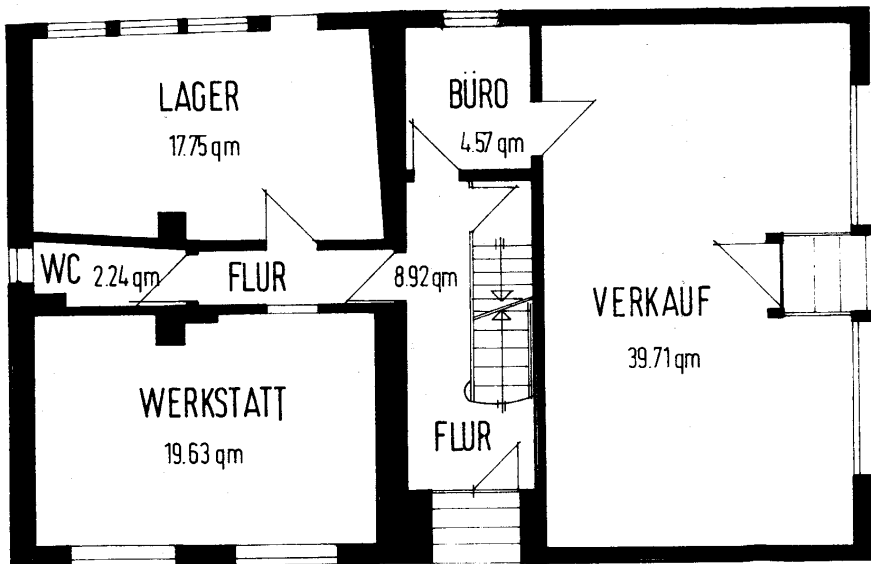 LAGER
17.75 qm
BÜRO
4.57 qm
WC 2.24 qm
FLUR
8.92 qm
VERKAUF
39.71 qm
WERKSTATT
19.63 qm
FLUR